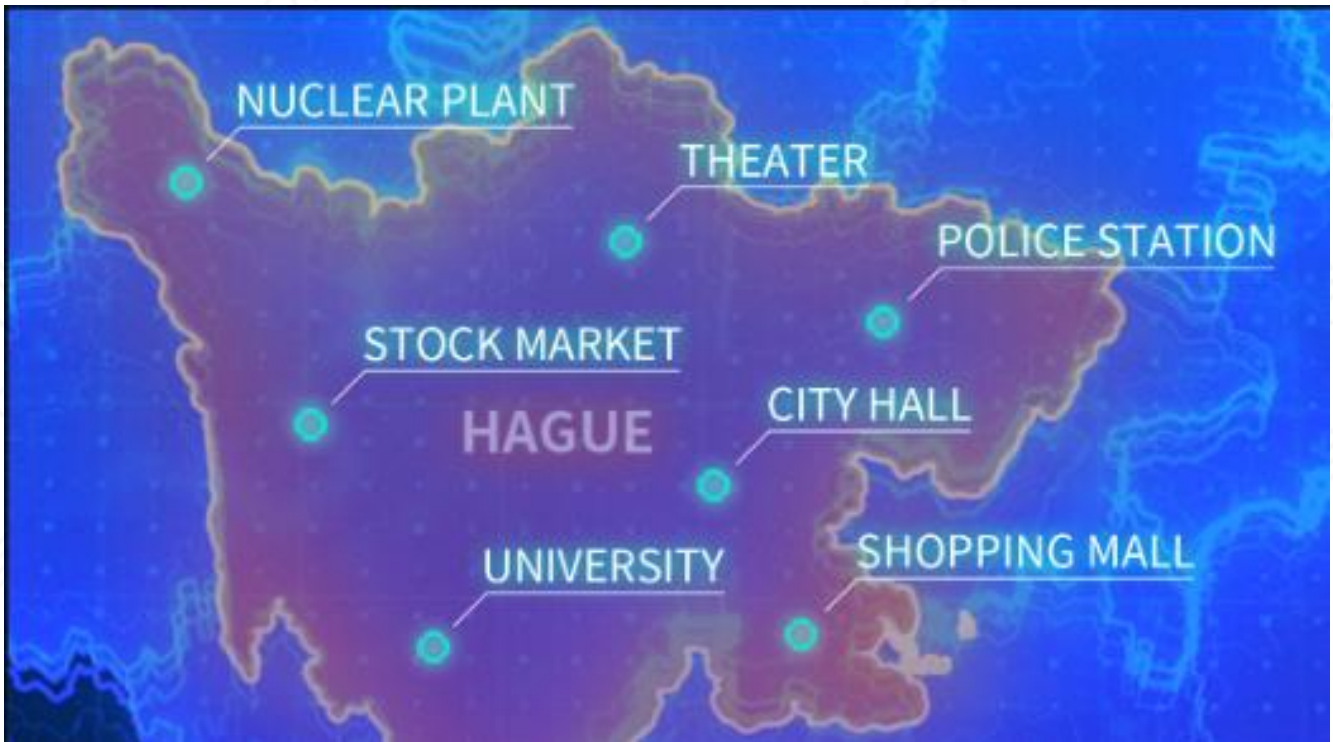 NUCLEAR PLANT
THEATER
POLICE STATION
STOCK MARKET
CITY HALL
HAGUE
SHOPPING MALL
UNIVERSITY